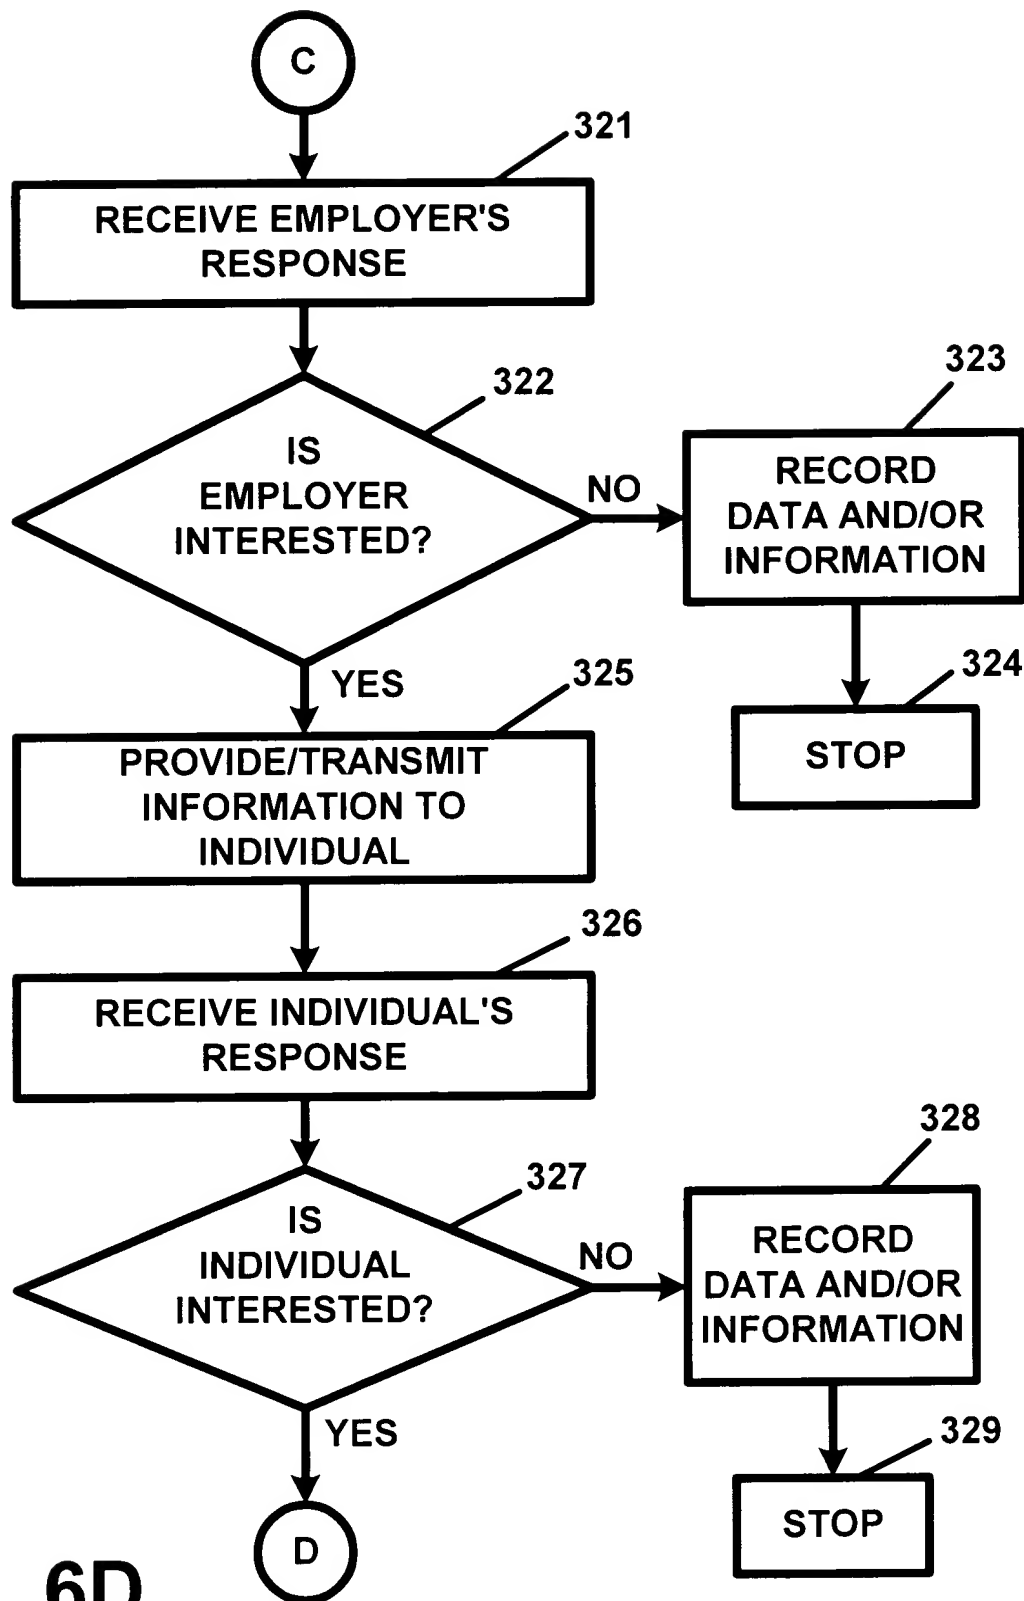 C
321
RECEIVE EMPLOYER'S
RESPONSE
322
IS
EMPLOYER
INTERESTED?
NO
323
RECORD
DATA AND/OR
INFORMATION
324
STOP
YES
325
PROVIDE/TRANSMIT
INFORMATION TO
INDIVIDUAL
326
RECEIVE INDIVIDUAL'S
RESPONSE
327
IS
INDIVIDUAL
INTERESTED?
NO
328
RECORD
DATA AND/OR
INFORMATION
329
STOP
YES
D
6D